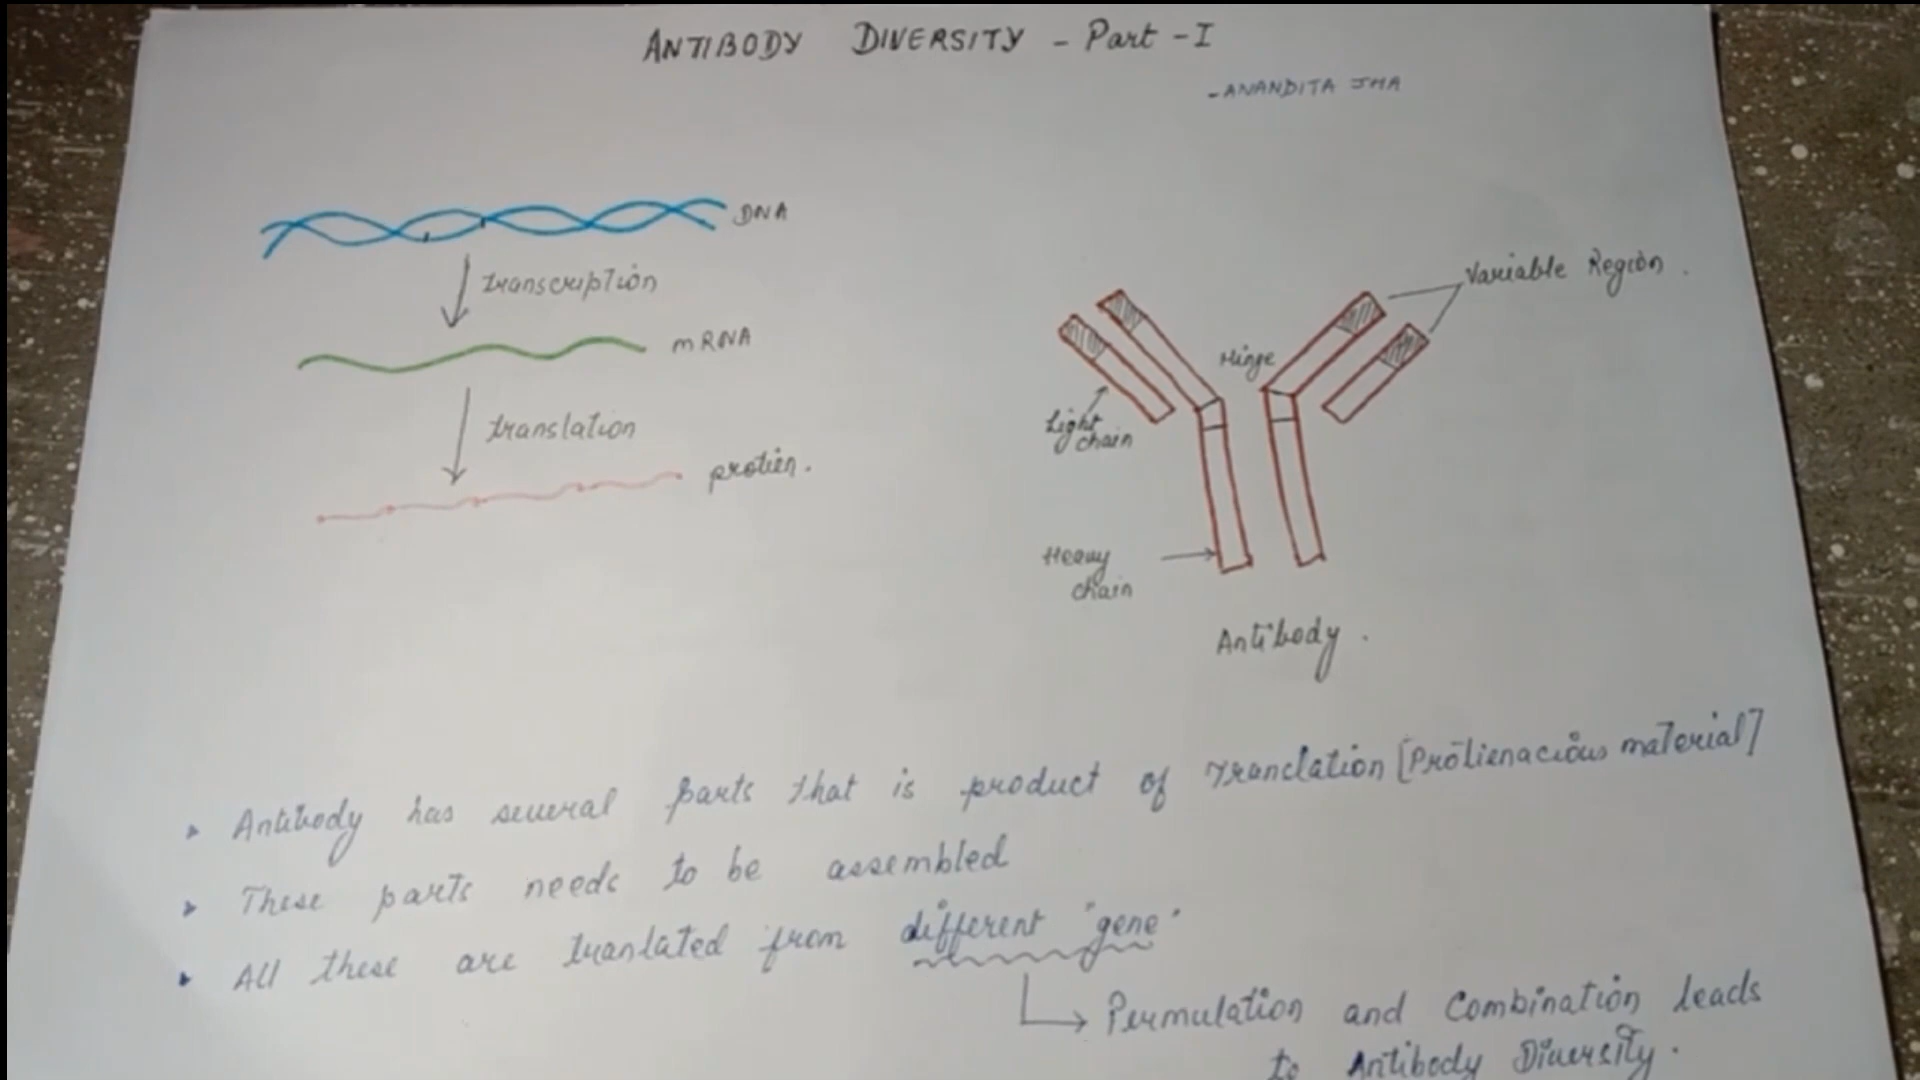 ANTIBODY DIVERSITY - Part - I
- ANANDITA JHA
DNA
transcription
mRNA
translation
protien.
Variable Region.
Hinge
Light
chain
Heavy
chain
Antibody.
Antibody has several parts that is product of Translation [Protienacious material]
These parts needs to be assembled
All these are tranlated from different "gene"
Permulation and Combination leads
to Antibody Diversity.